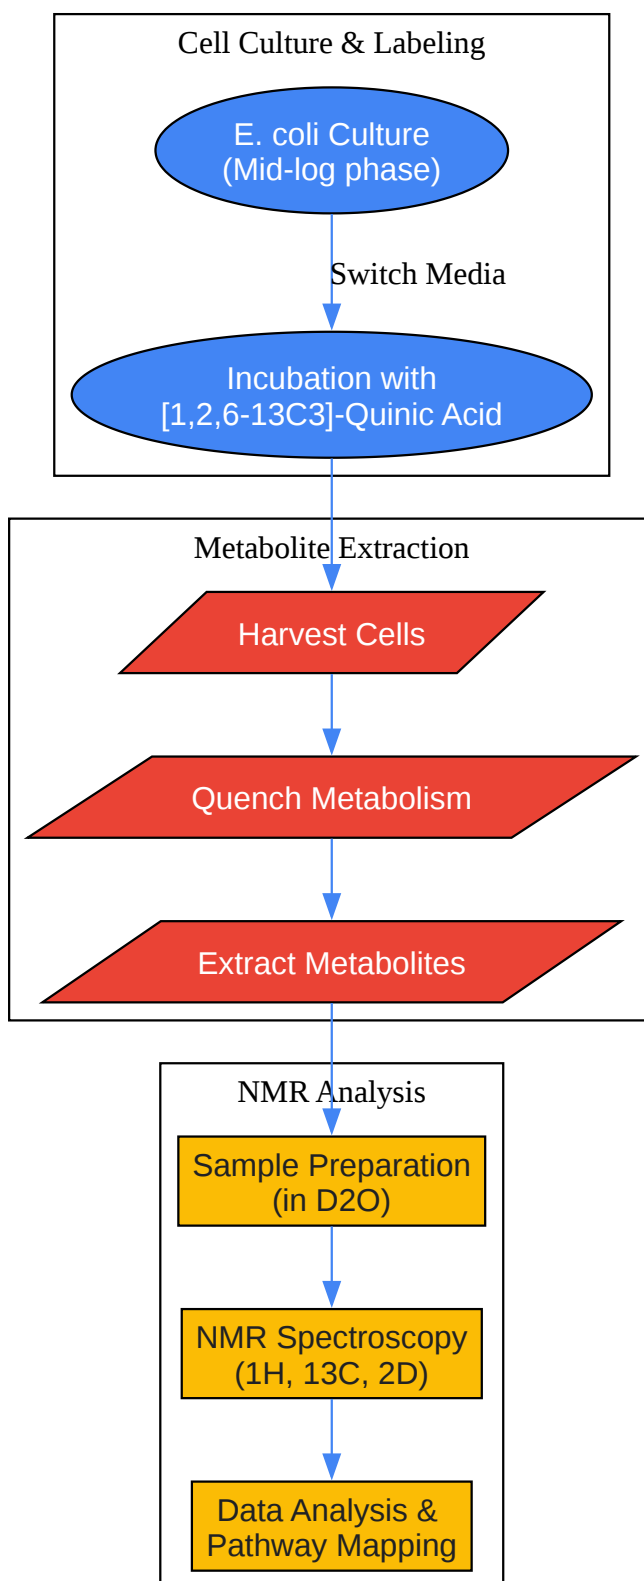 Cell Culture & Labeling
E. coli Culture
(Mid-log phase)
Switch Media
Incubation with
[1,2,6-13C3]-Quinic Acid
Metabolite Extraction
Harvest Cells
Quench Metabolism
Extract Metabolites
NMR Analysis
Sample Preparation
(in D2O)
NMR Spectroscopy
(1H, 13C, 2D)
Data Analysis &
Pathway Mapping